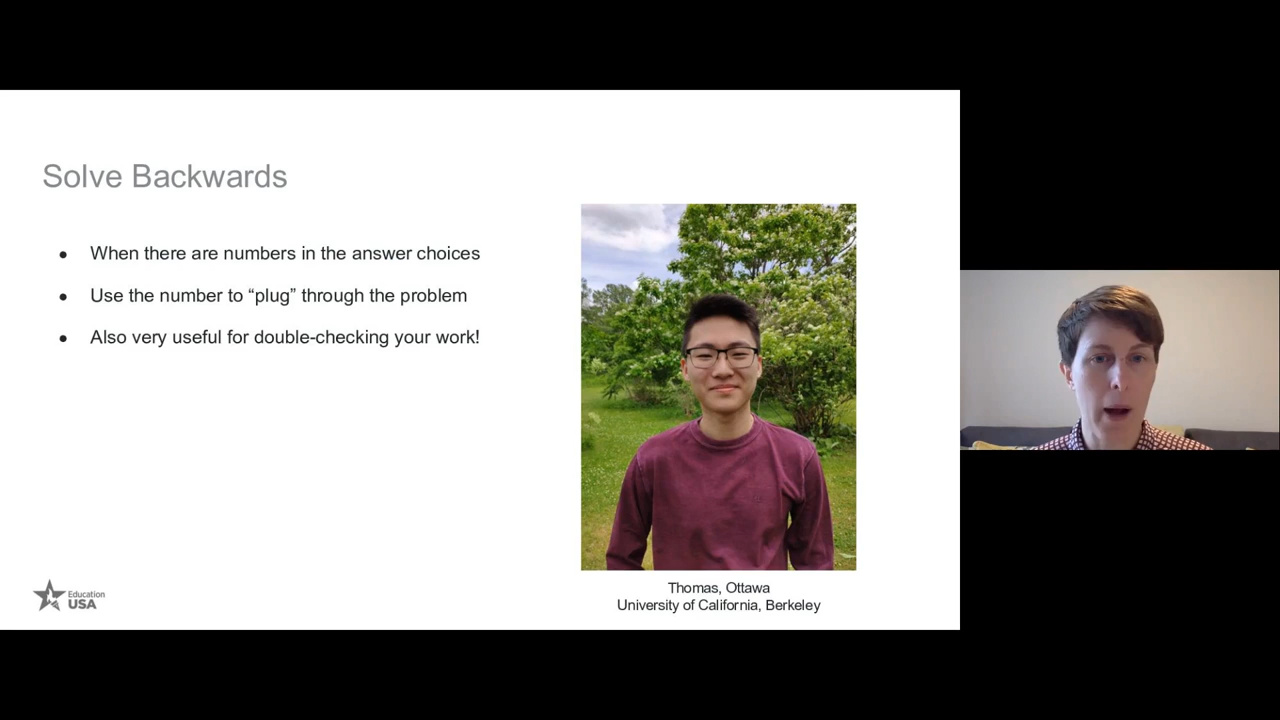 Solve Backwards
● When there are numbers in the answer choices
● Use the number to “plug” through the problem
● Also very useful for double-checking your work!
Education
USA
Thomas, Ottawa
University of California, Berkeley